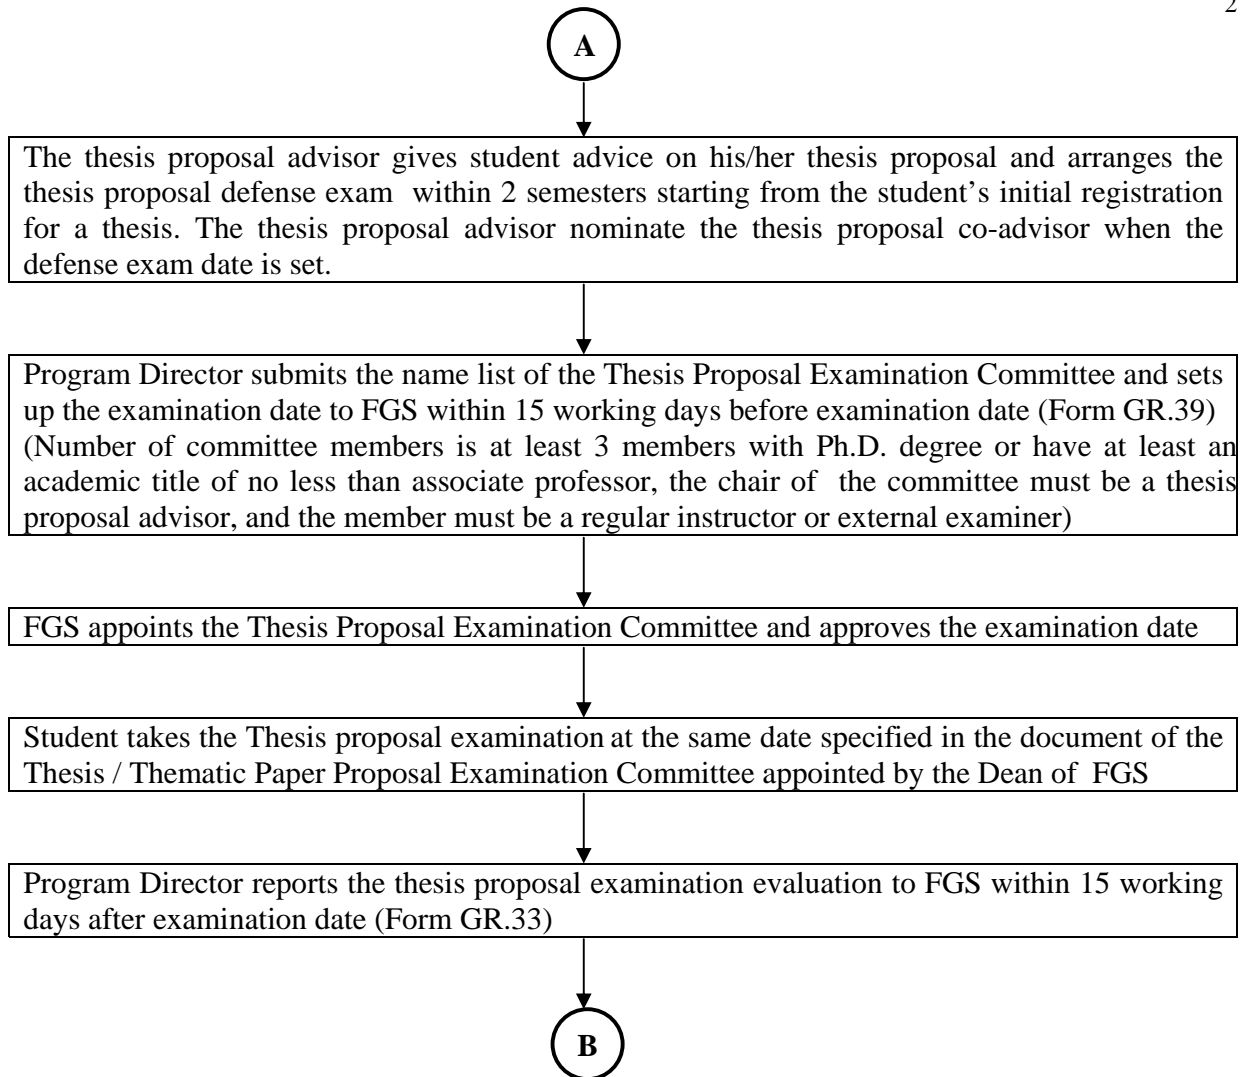 2
A
The thesis proposal advisor gives student advice on his/her thesis proposal and arranges the
thesis proposal defense exam within 2 semesters starting from the student’s initial registration
for a thesis. The thesis proposal advisor nominate the thesis proposal co-advisor when the
defense exam date is set.
Program Director submits the name list of the Thesis Proposal Examination Committee and sets
up the examination date to FGS within 15 working days before examination date (Form GR.39)
(Number of committee members is at least 3 members with Ph.D. degree or have at least an
academic title of no less than associate professor, the chair of the committee must be a thesis
proposal advisor, and the member must be a regular instructor or external examiner)
FGS appoints the Thesis Proposal Examination Committee and approves the examination date
Student takes the Thesis proposal examination at the same date specified in the document of the
Thesis / Thematic Paper Proposal Examination Committee appointed by the Dean of FGS
Program Director reports the thesis proposal examination evaluation to FGS within 15 working
days after examination date (Form GR.33)
B